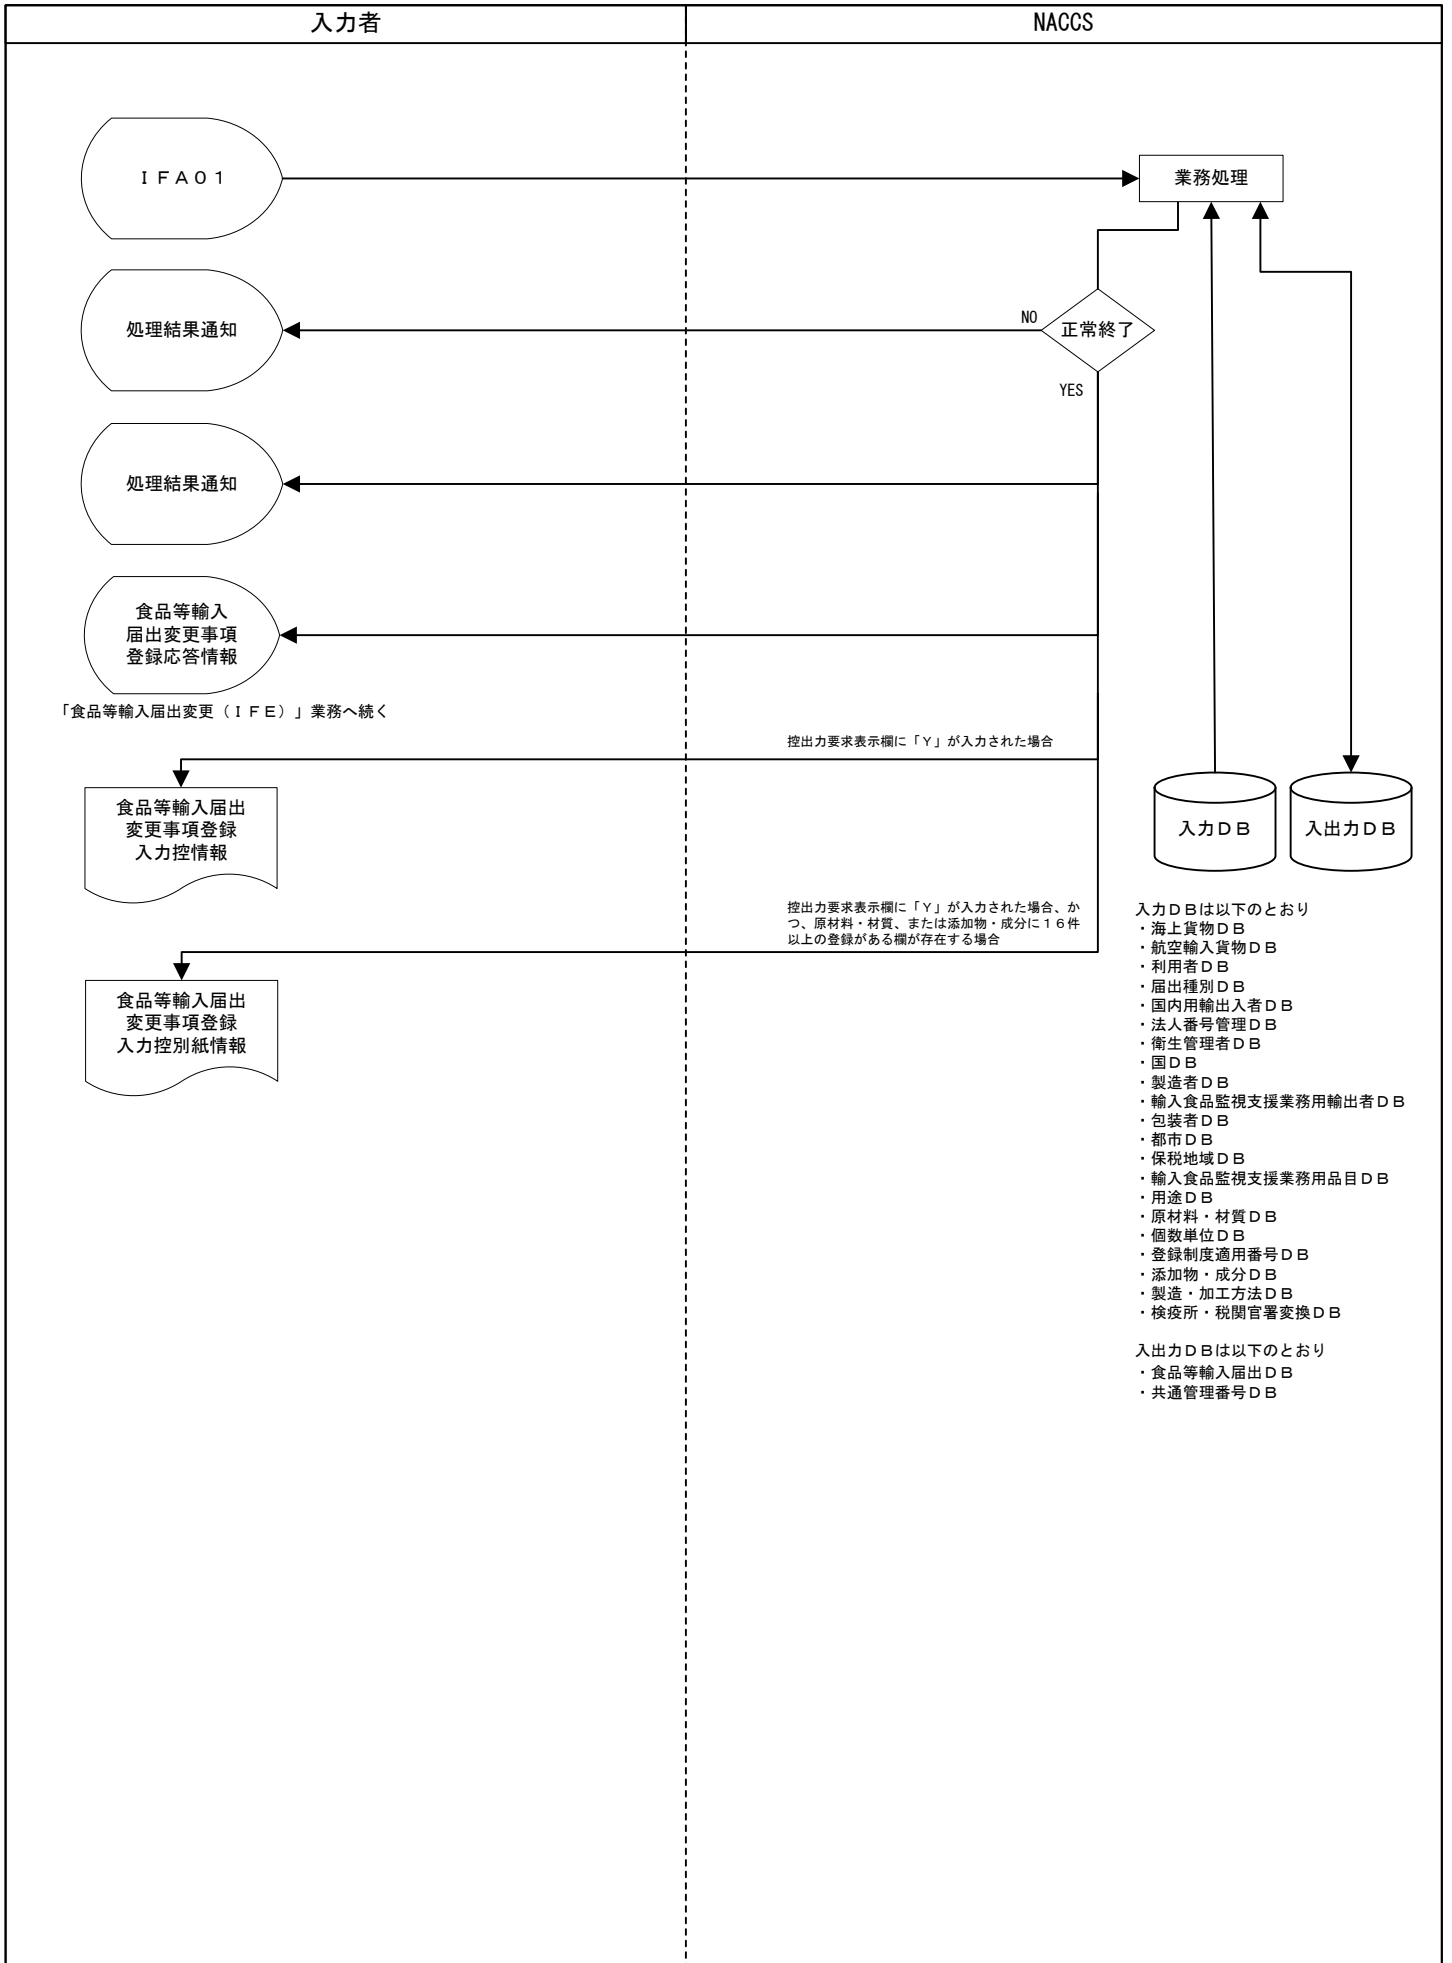 入力者
NACCS
ＩＦＡ０１
業務処理
処理結果通知
NO
正常終了
YES
処理結果通知
食品等輸入
届出変更事項
登録応答情報
「食品等輸入届出変更（ＩＦＥ）」業務へ続く
控出力要求表示欄に「Ｙ」が入力された場合
食品等輸入届出
変更事項登録
入力控情報
入力ＤＢ
入出力ＤＢ
控出力要求表示欄に「Ｙ」が入力された場合、か
つ、原材料・材質、または添加物・成分に１６件
以上の登録がある欄が存在する場合
食品等輸入届出
変更事項登録
入力控別紙情報
入力ＤＢは以下のとおり
・海上貨物ＤＢ
・航空輸入貨物ＤＢ
・利用者ＤＢ
・届出種別ＤＢ
・国内用輸出入者ＤＢ
・法人番号管理ＤＢ
・衛生管理者ＤＢ
・国ＤＢ
・製造者ＤＢ
・輸入食品監視支援業務用輸出者ＤＢ
・包装者ＤＢ
・都市ＤＢ
・保税地域ＤＢ
・輸入食品監視支援業務用品目ＤＢ
・用途ＤＢ
・原材料・材質ＤＢ
・個数単位ＤＢ
・登録制度適用番号ＤＢ
・添加物・成分ＤＢ
・製造・加工方法ＤＢ
・検疫所・税関官署変換ＤＢ
入出力ＤＢは以下のとおり
・食品等輸入届出ＤＢ
・共通管理番号ＤＢ